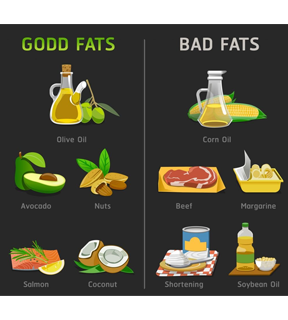 GODD FATS
BAD FATS
Olive Oil
Corn Oil
Avocado
Nuts
Beef
Margarine
Salmon
Coconut
Shortening
Soybean Oil